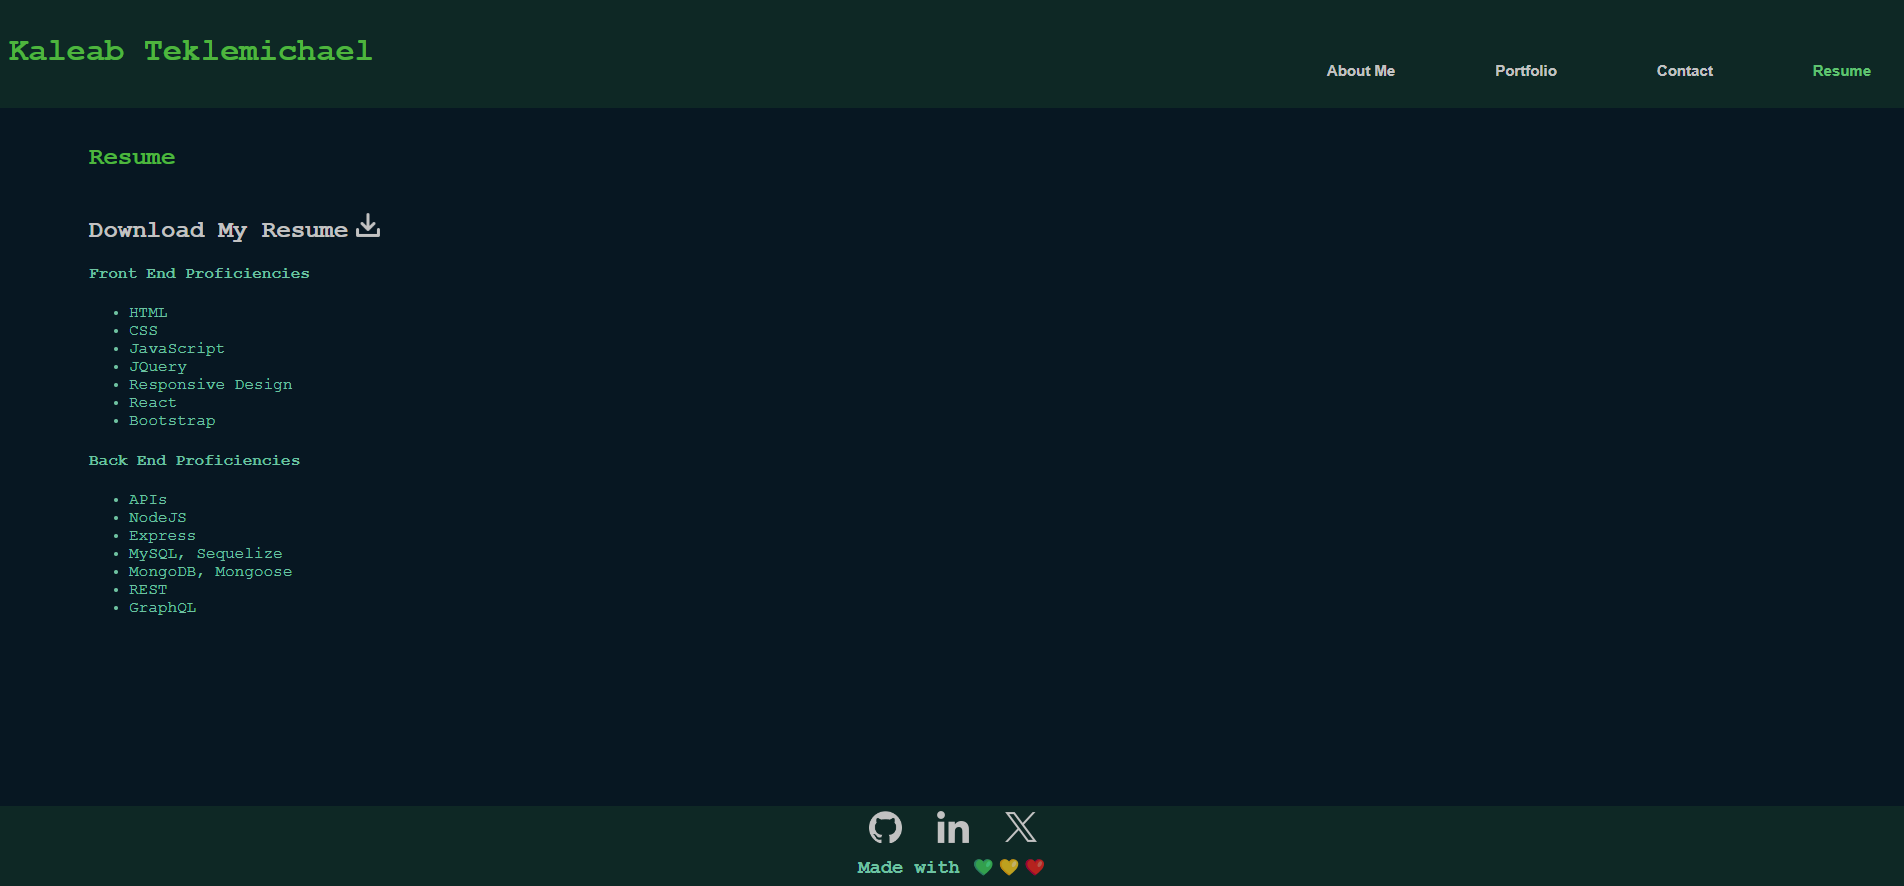 Kaleab Teklemichael
About Me
Portfolio
Contact
Resume
Resume
Download My Resume
Front End Proficiencies
HTML
CSS
JavaScript
JQuery
Responsive Design
React
Bootstrap
Back End Proficiencies
APIs
NodeJS
Express
MySQL, Sequelize
MongoDB, Mongoose
REST
GraphQL
Made with 💚💛❤️